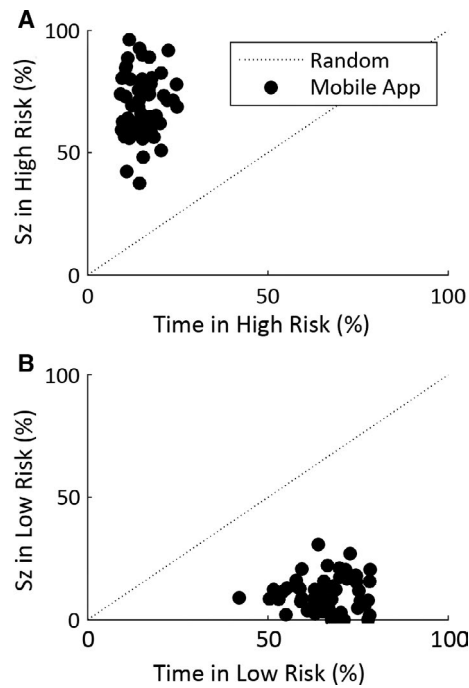 A
100
Random
Mobile App
Sz in High Risk (%)
50
0
0 50 100
Time in High Risk (%)
B
100
Sz in Low Risk (%)
50
0
0 50 100
Time in Low Risk (%)